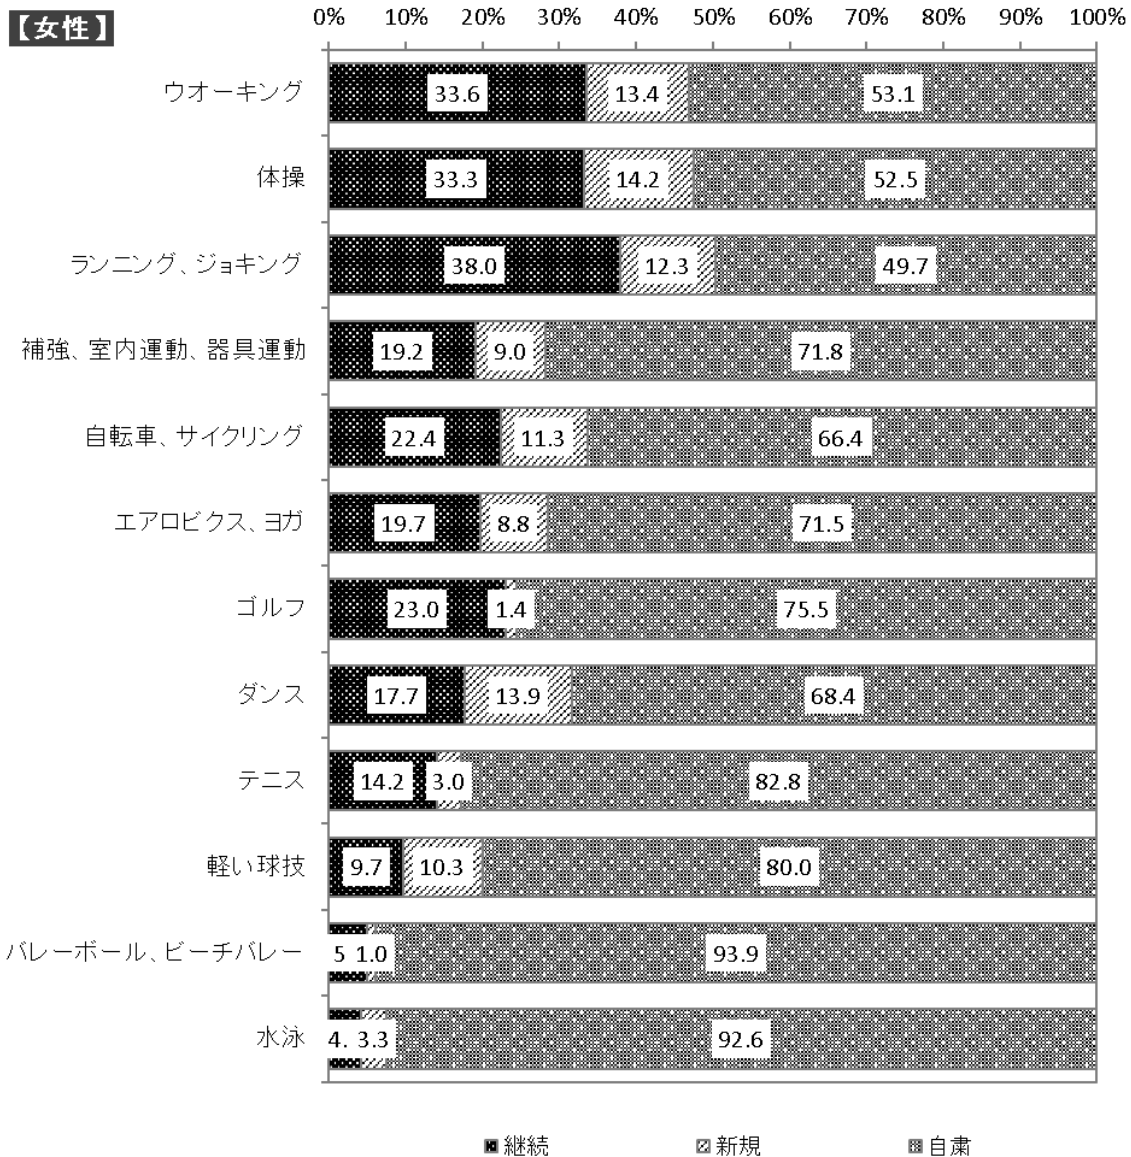 【女性】
0% 10% 20% 30% 40% 50% 60% 70% 80% 90% 100%
ウオーキング 33.6 13.4 53.1
体操 33.3 14.2 52.5
ランニング、ジョキング 38.0 12.3 49.7
補強、室内運動、器具運動 19.2 9.0 71.8
自転車、サイクリング 22.4 11.3 66.4
エアロビクス、ヨガ 19.7 8.8 71.5
ゴルフ 23.0 1.4 75.5
ダンス 17.7 13.9 68.4
テニス 14.2 3.0 82.8
軽い球技 9.7 10.3 80.0
バレーボール、ビーチバレー 5 1.0 93.9
水泳 4. 3.3 92.6
継続 新規 自粛